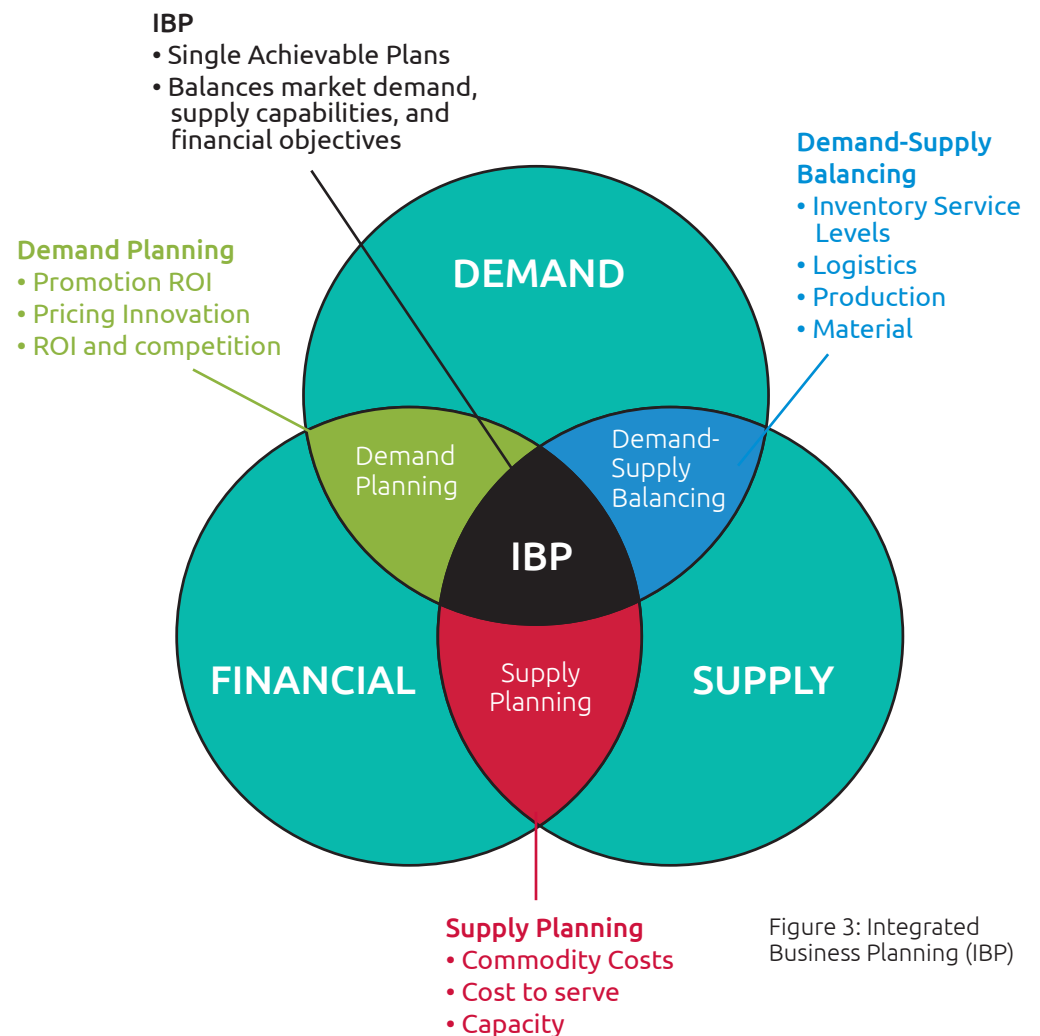 IBP
• Single Achievable Plans
• Balances market demand,
supply capabilities, and
financial objectives
Demand-Supply
Balancing
• Inventory Service
Levels
• Logistics
• Production
• Material
Demand Planning
• Promotion ROI
• Pricing Innovation
• ROI and competition
DEMAND
Demand
Planning
Demand-
Supply
Balancing
IBP
FINANCIAL
Supply
Planning
SUPPLY
Supply Planning
• Commodity Costs
• Cost to serve
• Capacity
Figure 3: Integrated
Business Planning (IBP)